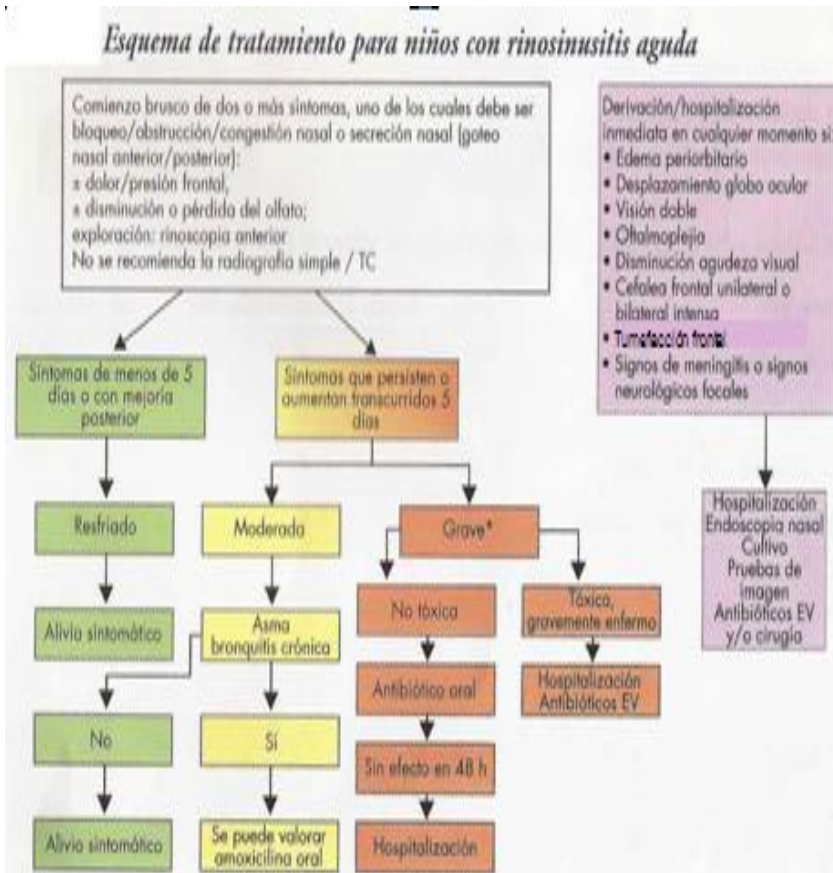 Esquema de tratamiento para niños con rinosinusitis aguda
Comienzo brusco de dos o más síntomas, uno de los cuales debe ser
bloqueo/obstrucción/congestión nasal o secreción nasal (goteo
nasal anterior/posterior):
± dolor/presión frontal,
± disminución o pérdida del olfato;
exploración: rinoscopia anterior
No se recomienda la radiografía simple / TC
Derivación/hospitalización
inmediata en cualquier momento si:
• Edema periorbitario
• Desplazamiento globo ocular
• Visión doble
• Oftalmoplejia
• Disminución agudeza visual
• Cefalea frontal unilateral o
bilateral intensa
• Tumefacción frontal
• Signos de meningitis o signos
neurológicos focales
Síntomas de menos de 5
días o con mejoría
posterior
Síntomas que persisten o
aumentan transcurridos 5
días
Resfriado
Moderada
Grave*
Hospitalización
Endoscopia nasal
Cultivo
Pruebas de
imagen
Antibióticos EV
y/o cirugía
Alivio sintomático
Asma
bronquitis crónica
No tóxica
Tóxica,
gravemente enfermo
Antibiótico oral
Hospitalización
Antibióticos EV
No
Sí
Sin efecto en 48 h
Alivio sintomático
Se puede valorar
amoxicilina oral
Hospitalización